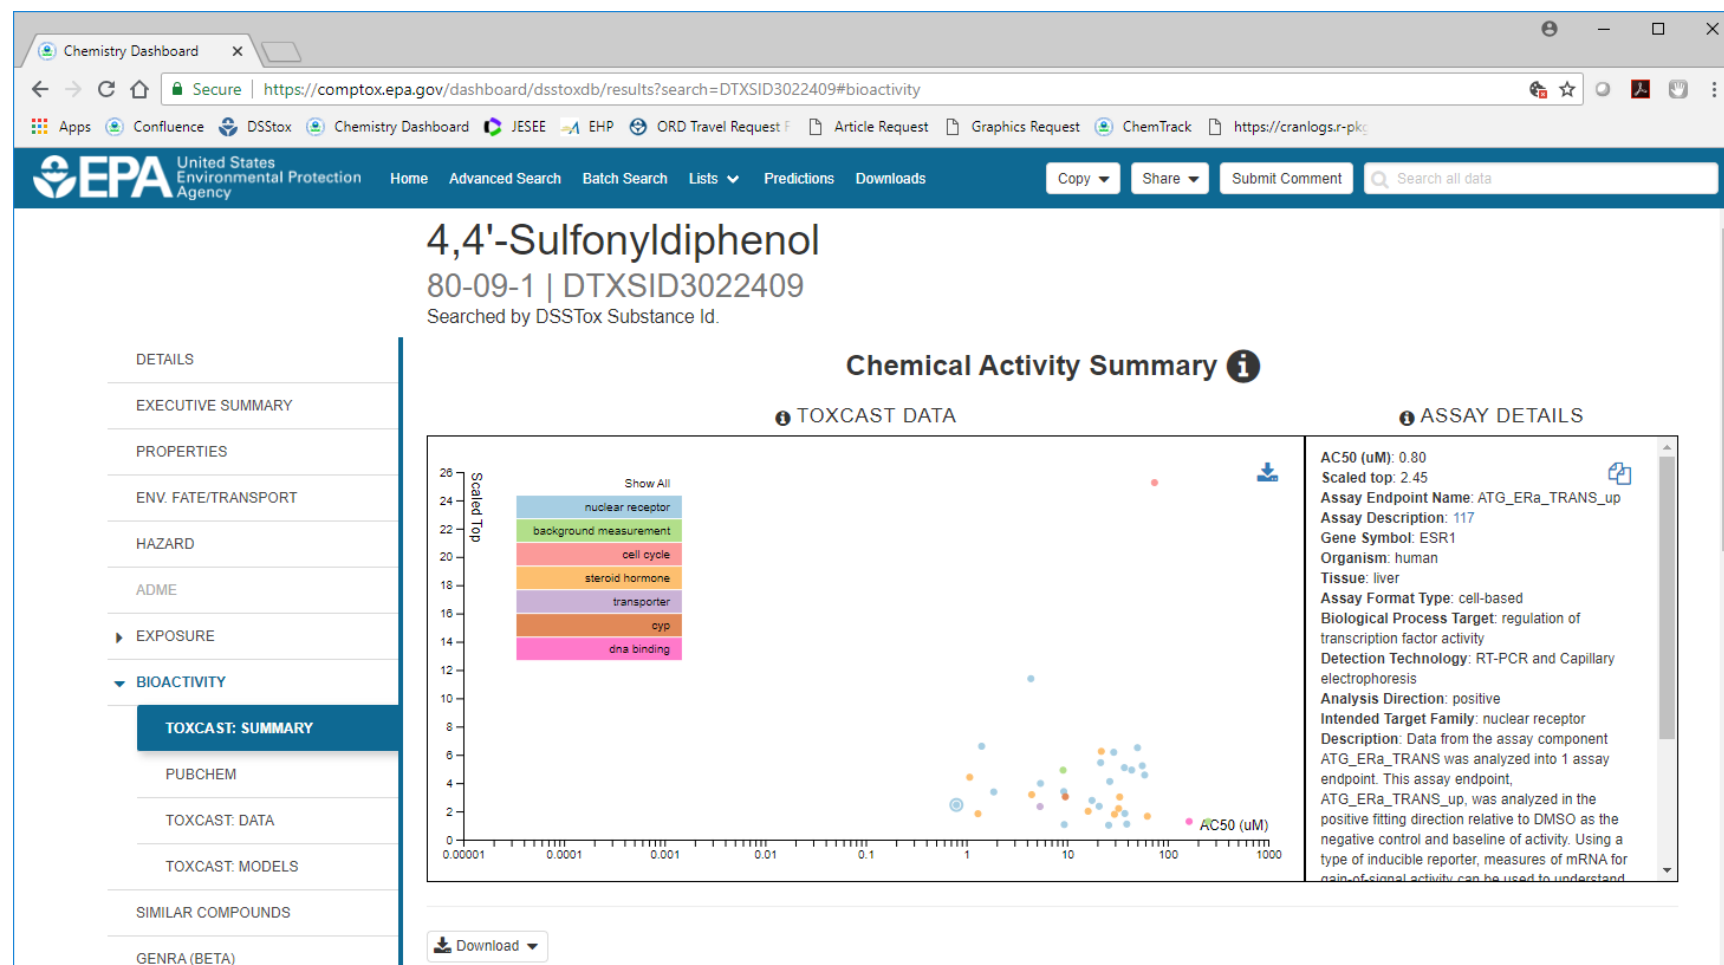 Chemistry Dashboard
Secure | https://comptox.epa.gov/dashboard/dsstoxdb/results?search=DTXSID3022409#bioactivity
Apps Confluence DSStox Chemistry Dashboard JESEE EHP ORD Travel Request Article Request Graphics Request ChemTrack https://cranlogs.r-pkg
EPA
United States
Environmental Protection
Agency
Home Advanced Search Batch Search Lists Predictions Downloads Copy Share Submit Comment Search all data
4,4'-Sulfonyldiphenol
80-09-1 | DTXSID3022409
Searched by DSSTox Substance Id.
DETAILS
EXECUTIVE SUMMARY
PROPERTIES
ENV. FATE/TRANSPORT
HAZARD
ADME
EXPOSURE
BIOACTIVITY
TOXCAST: SUMMARY
PUBCHEM
TOXCAST: DATA
TOXCAST: MODELS
SIMILAR COMPOUNDS
GENRA (BETA)
Chemical Activity Summary
TOXCAST DATA
26
24
22
20
18
16
14
12
10
8
6
4
2
0
Scaled Top
Show All
nuclear receptor
background measurement
cell cycle
steroid hormone
transporter
cyp
dna binding
AC50 (uM)
0.00001 0.0001 0.001 0.01 0.1 1 10 100 1000
ASSAY DETAILS
AC50 (uM): 0.80
Scaled top: 2.45
Assay Endpoint Name: ATG_ERa_TRANS_up
Assay Description: 117
Gene Symbol: ESR1
Organism: human
Tissue: liver
Assay Format Type: cell-based
Biological Process Target: regulation of
transcription factor activity
Detection Technology: RT-PCR and Capillary
electrophoresis
Analysis Direction: positive
Intended Target Family: nuclear receptor
Description: Data from the assay component
ATG_ERa_TRANS was analyzed into 1 assay
endpoint. This assay endpoint,
ATG_ERa_TRANS_up, was analyzed in the
positive fitting direction relative to DMSO as the
negative control and baseline of activity. Using a
type of inducible reporter, measures of mRNA for
gain-of-signal activity can be used to understand
Download